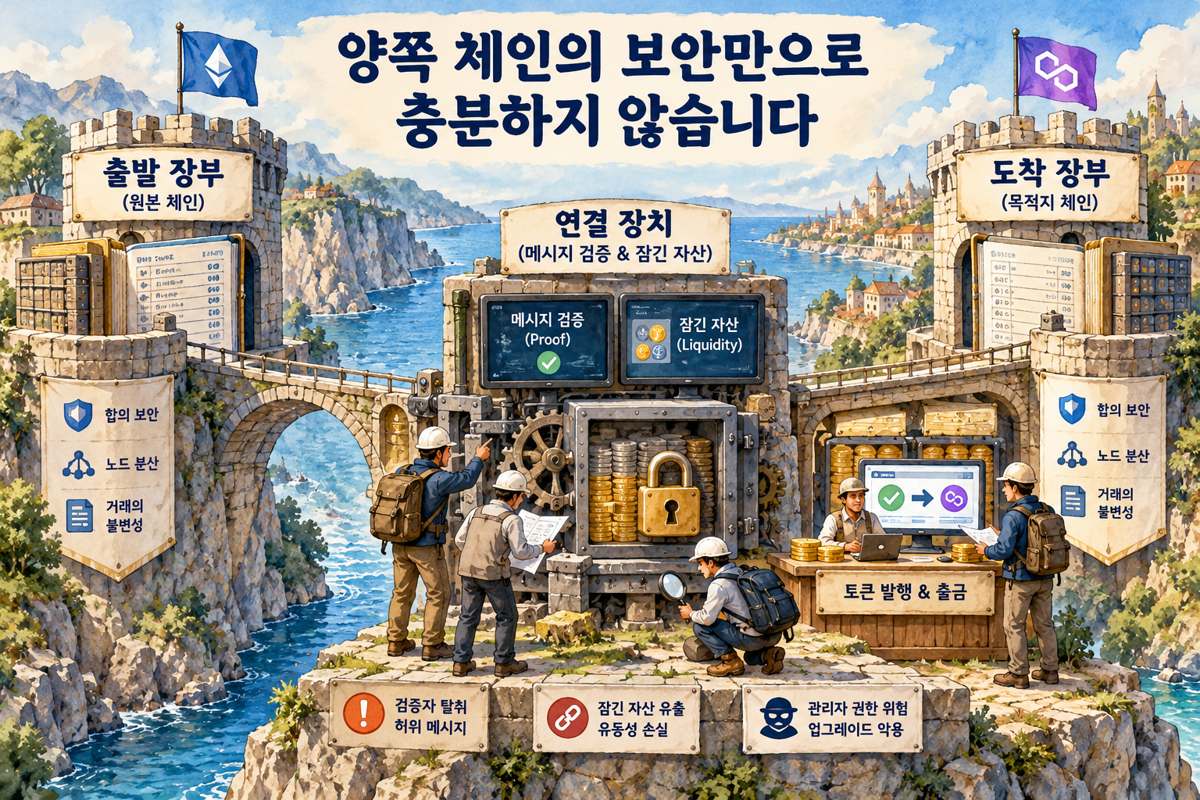 양쪽 체인의 보안만으로
충분하지 않습니다
출발 장부
(원본 체인)
도착 장부
(목적지 체인)
연결 장치
(메시지 검증 & 잠긴 자산)
메시지 검증
(Proof)
잠긴 자산
(Liquidity)
합의 보안
노드 분산
거래의
불변성
합의 보안
노드 분산
거래의
불변성
토큰 발행 & 출금
검증자 탈취
허위 메시지
잠긴 자산 유출
유동성 손실
관리자 권한 위험
업그레이드 악용